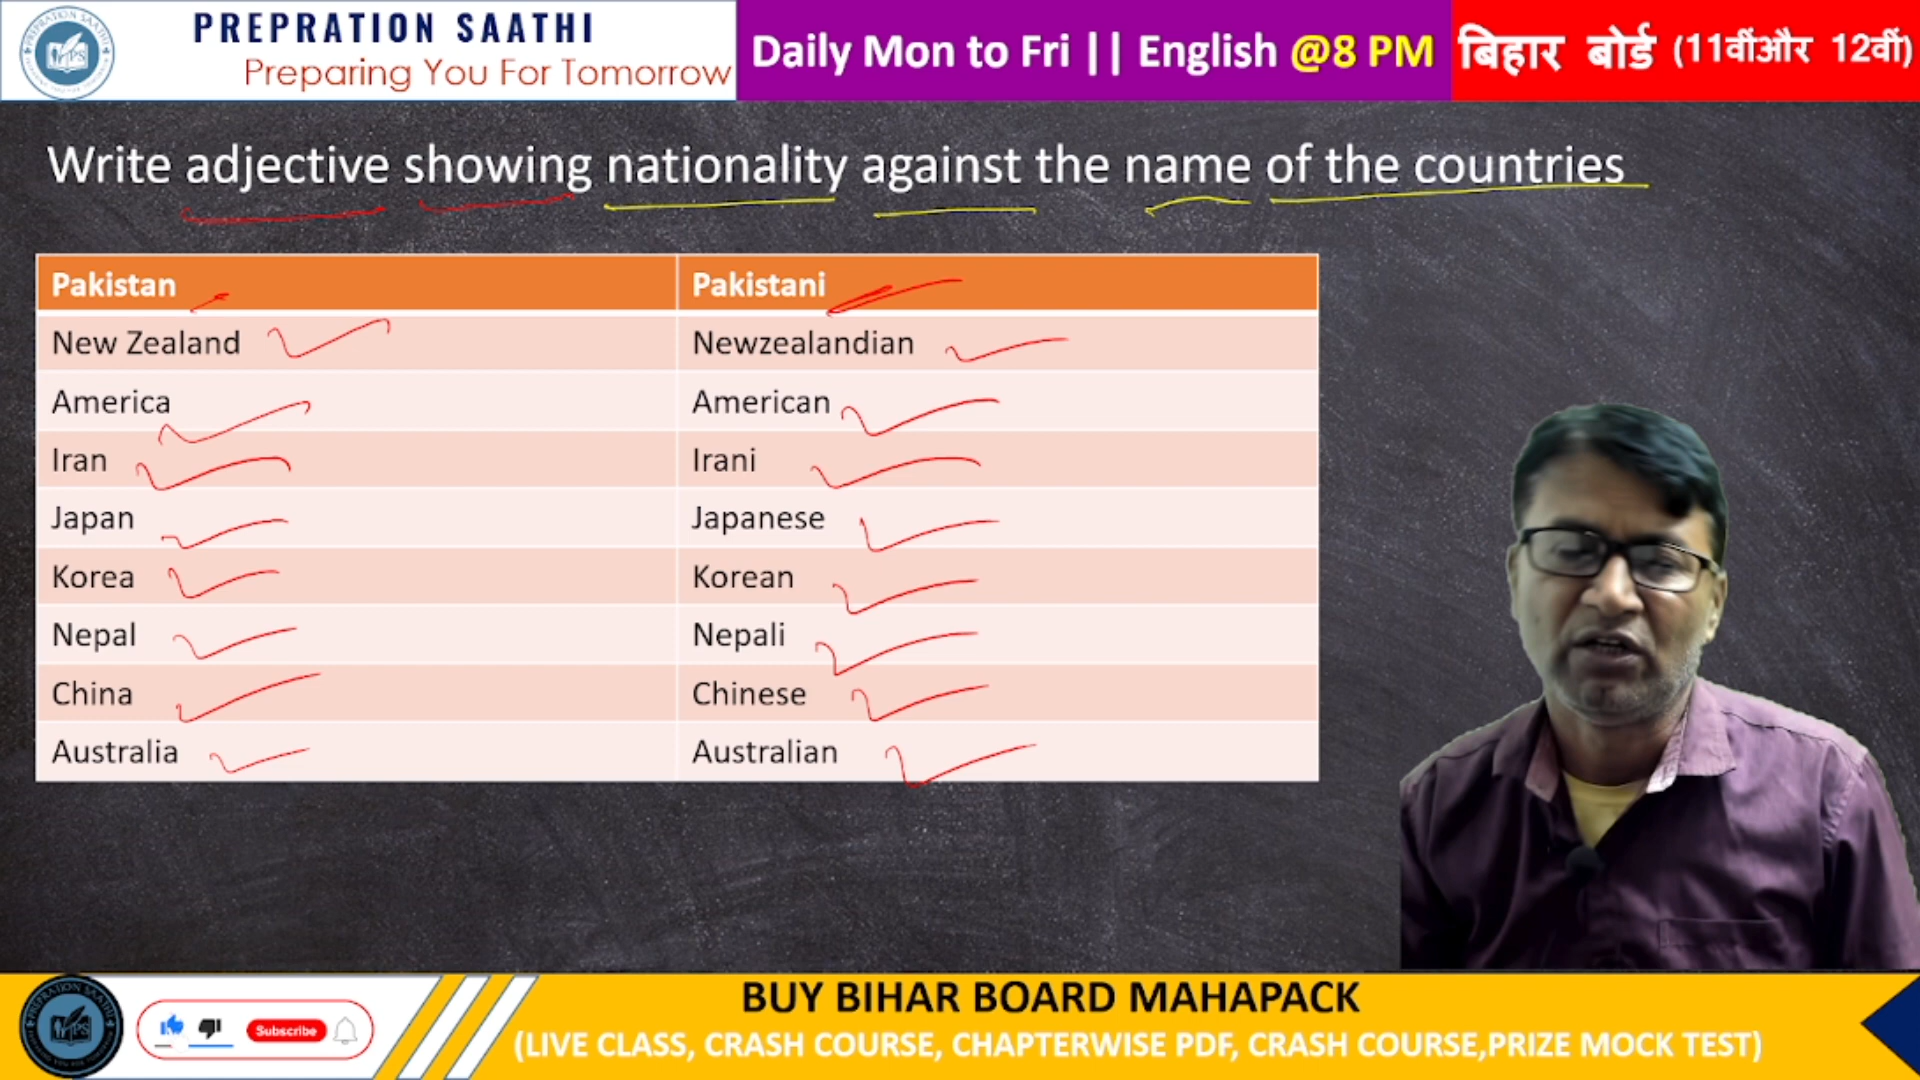 PREPRATION SAATHI
Preparing You For Tomorrow
Daily Mon to Fri || English @8 PM
बिहार बोर्ड (11वींऔर 12वीं)
Write adjective showing nationality against the name of the countries
Pakistan Pakistani
New Zealand Newzealandian
America American
Iran Irani
Japan Japanese
Korea Korean
Nepal Nepali
China Chinese
Australia Australian
Subscribe
BUY BIHAR BOARD MAHAPACK
(LIVE CLASS, CRASH COURSE, CHAPTERWISE PDF, CRASH COURSE,PRIZE MOCK TEST)